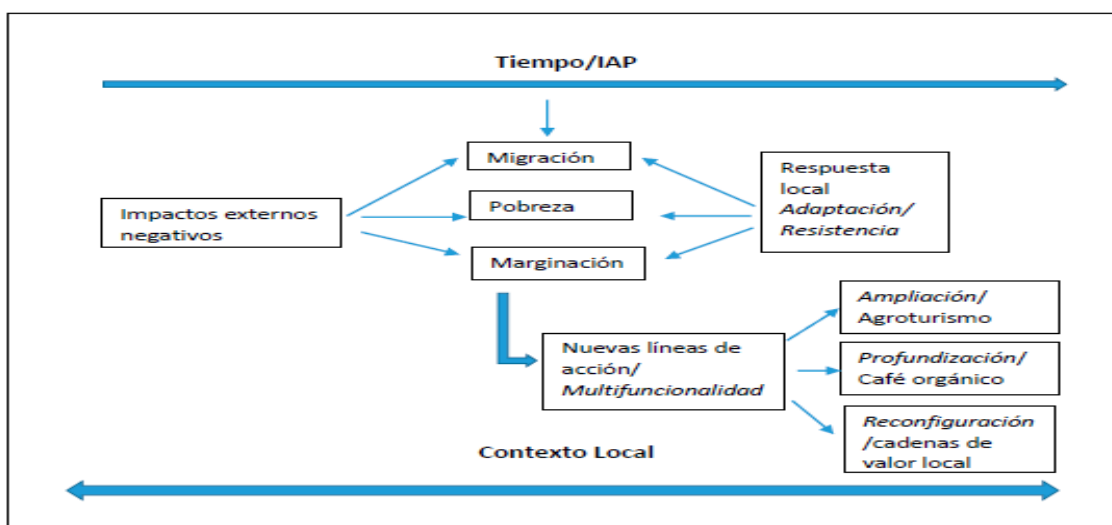 Tiempo/IAP
Migración
Pobreza
Marginación
Impactos externos
negativos
Respuesta
local
Adaptación/
Resistencia
Nuevas líneas de
acción/
Multifuncionalidad
Ampliación/
Agroturismo
Profundización/
Café orgánico
Reconfiguración
/cadenas de
valor local
Contexto Local